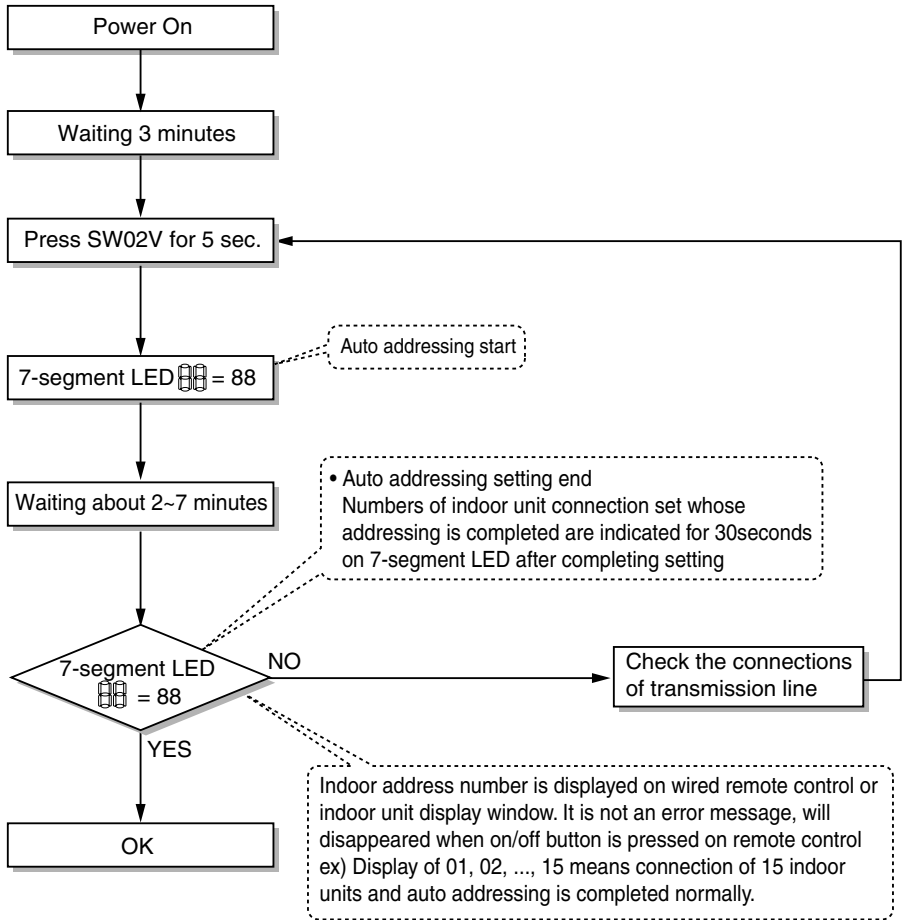 Power On
Waiting 3 minutes
Press SW02V for 5 sec.
Auto addressing start
7-segment LED 88 = 88
• Auto addressing setting end
Numbers of indoor unit connection set whose
addressing is completed are indicated for 30seconds
on 7-segment LED after completing setting
Waiting about 2~7 minutes
7-segment LED
88 = 88
NO
Check the connections
of transmission line
YES
Indoor address number is displayed on wired remote control or
indoor unit display window. It is not an error message, will
disappeared when on/off button is pressed on remote control
ex) Display of 01, 02, ..., 15 means connection of 15 indoor
units and auto addressing is completed normally.
OK